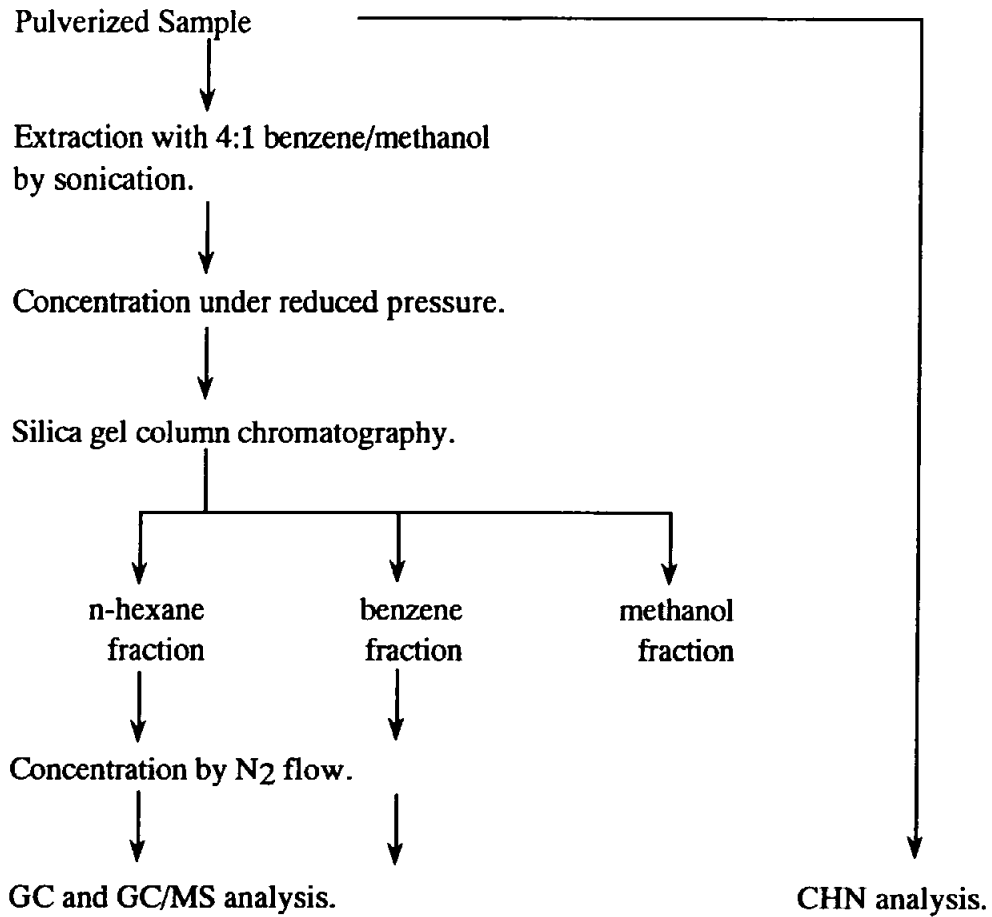 Pulverized Sample
Extraction with 4:1 benzene/methanol
by sonication.
Concentration under reduced pressure.
Silica gel column chromatography.
n-hexane
fraction
benzene
fraction
methanol
fraction
Concentration by N2 flow.
GC and GC/MS analysis.
CHN analysis.